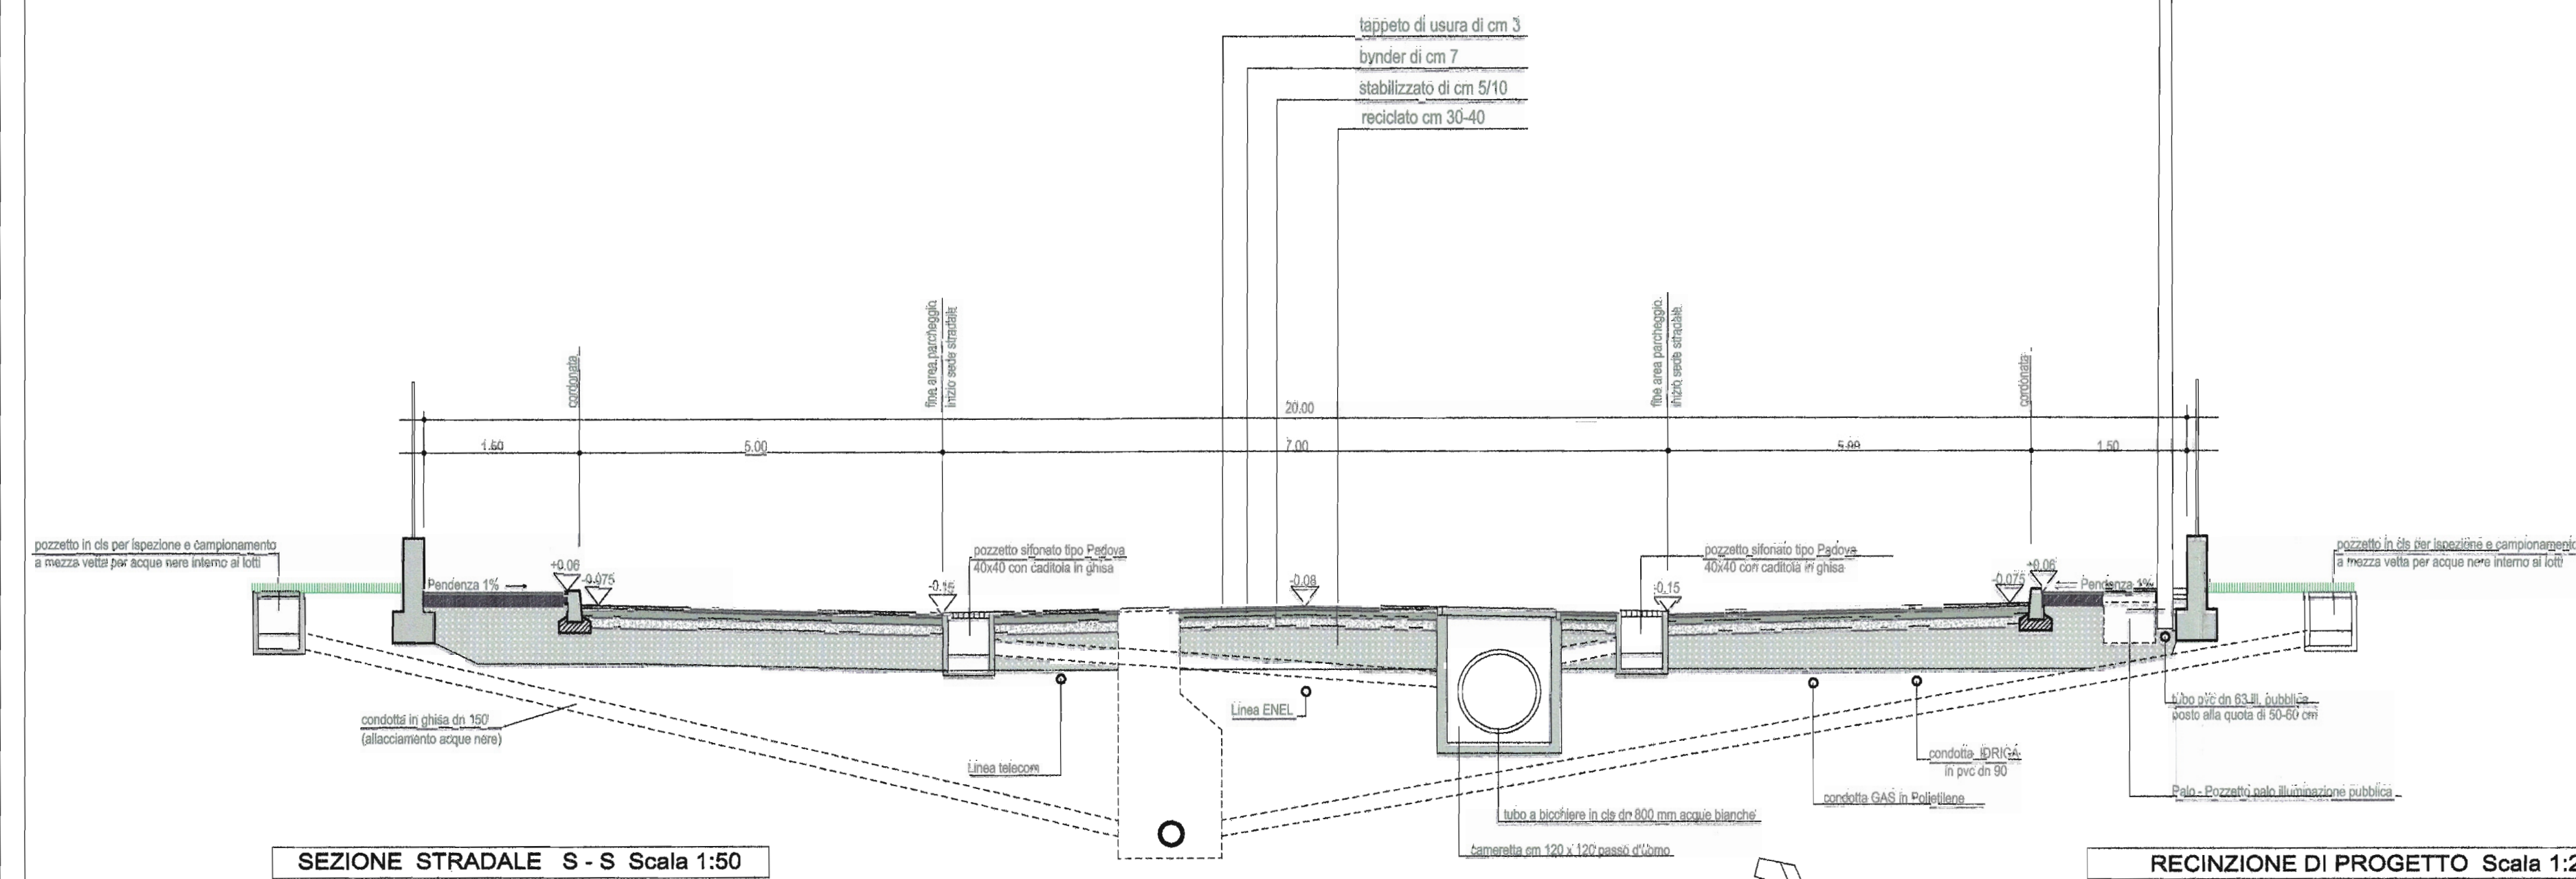 tappeto di usura di cm 3
bynder di cm 7
stabilizzato di cm 5/10
reciclato cm 30-40
cordonata
fine area parcheggio
inizio sede stradale
fine area parcheggio
inizio sede stradale
cordonata
20.00
1.50
5.00
7.00
5.00
1.50
pozzetto in cls per ispezione e campionamento
a mezza vetta per acque nere interno ai lotti
Pendenza 1%
+0.06
-0.075
-0.15
pozzetto sifonato tipo Padova
40x40 con caditoia in ghisa
-0.08
pozzetto sifonato tipo Padova
40x40 con caditoia in ghisa
-0.15
-0.075
+0.06
Pendenza 1%
pozzetto in cls per ispezione e campionamento
a mezza vetta per acque nere interno ai lotti
condotta in ghisa dn 150
(allacciamento acque nere)
Linea telecom
Linea ENEL
tubo a bicchiere in cls dn 800 mm acque bianche
cameretta cm 120 x 120 passo d'uomo
condotta GAS in Polietilene
condotta IDRICA
in pvc dn 90
tubo pvc dn 63 ill. pubblica
posto alla quota di 50-60 cm
Palo - Pozzetto palo illuminazione pubblica
SEZIONE STRADALE S - S Scala 1:50
RECINZIONE DI PROGETTO Scala 1:2